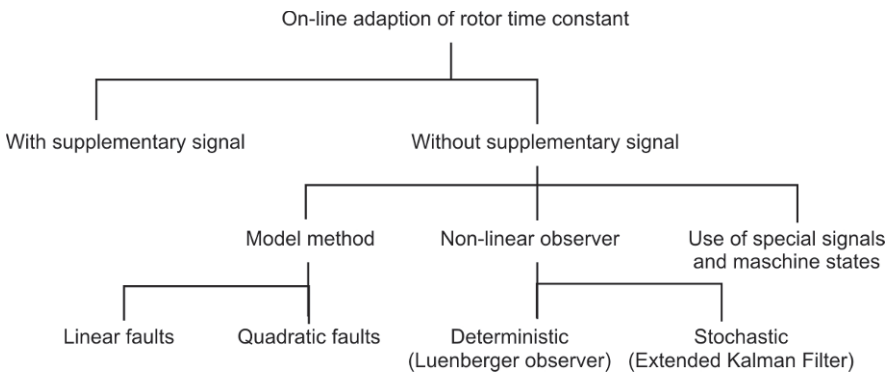 On-line adaption of rotor time constant
With supplementary signal
Without supplementary signal
Model method
Non-linear observer
Use of special signals
and maschine states
Linear faults
Quadratic faults
Deterministic
(Luenberger observer)
Stochastic
(Extended Kalman Filter)